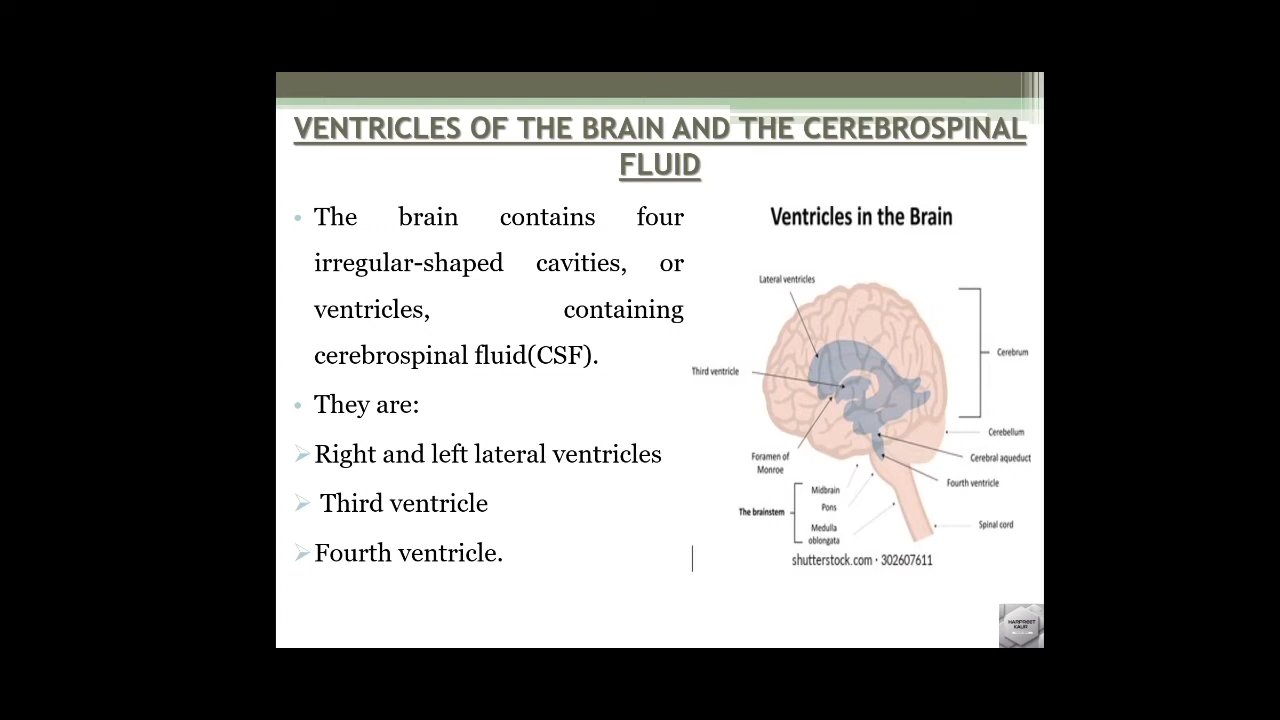 VENTRICLES OF THE BRAIN AND THE CEREBROSPINAL
FLUID
The brain contains four
irregular-shaped cavities, or
ventricles, containing
cerebrospinal fluid(CSF).
They are:
Right and left lateral ventricles
Third ventricle
Fourth ventricle.
Ventricles in the Brain
Lateral ventricles
Third ventricle
Cerebrum
Cerebellum
Foramen of
Monroe
Cerebral aqueduct
Fourth ventricle
Midbrain
Pons
The brainstem
Medulla
oblongata
Spinal cord
shutterstock.com · 302607611
HARPREET
KAUR